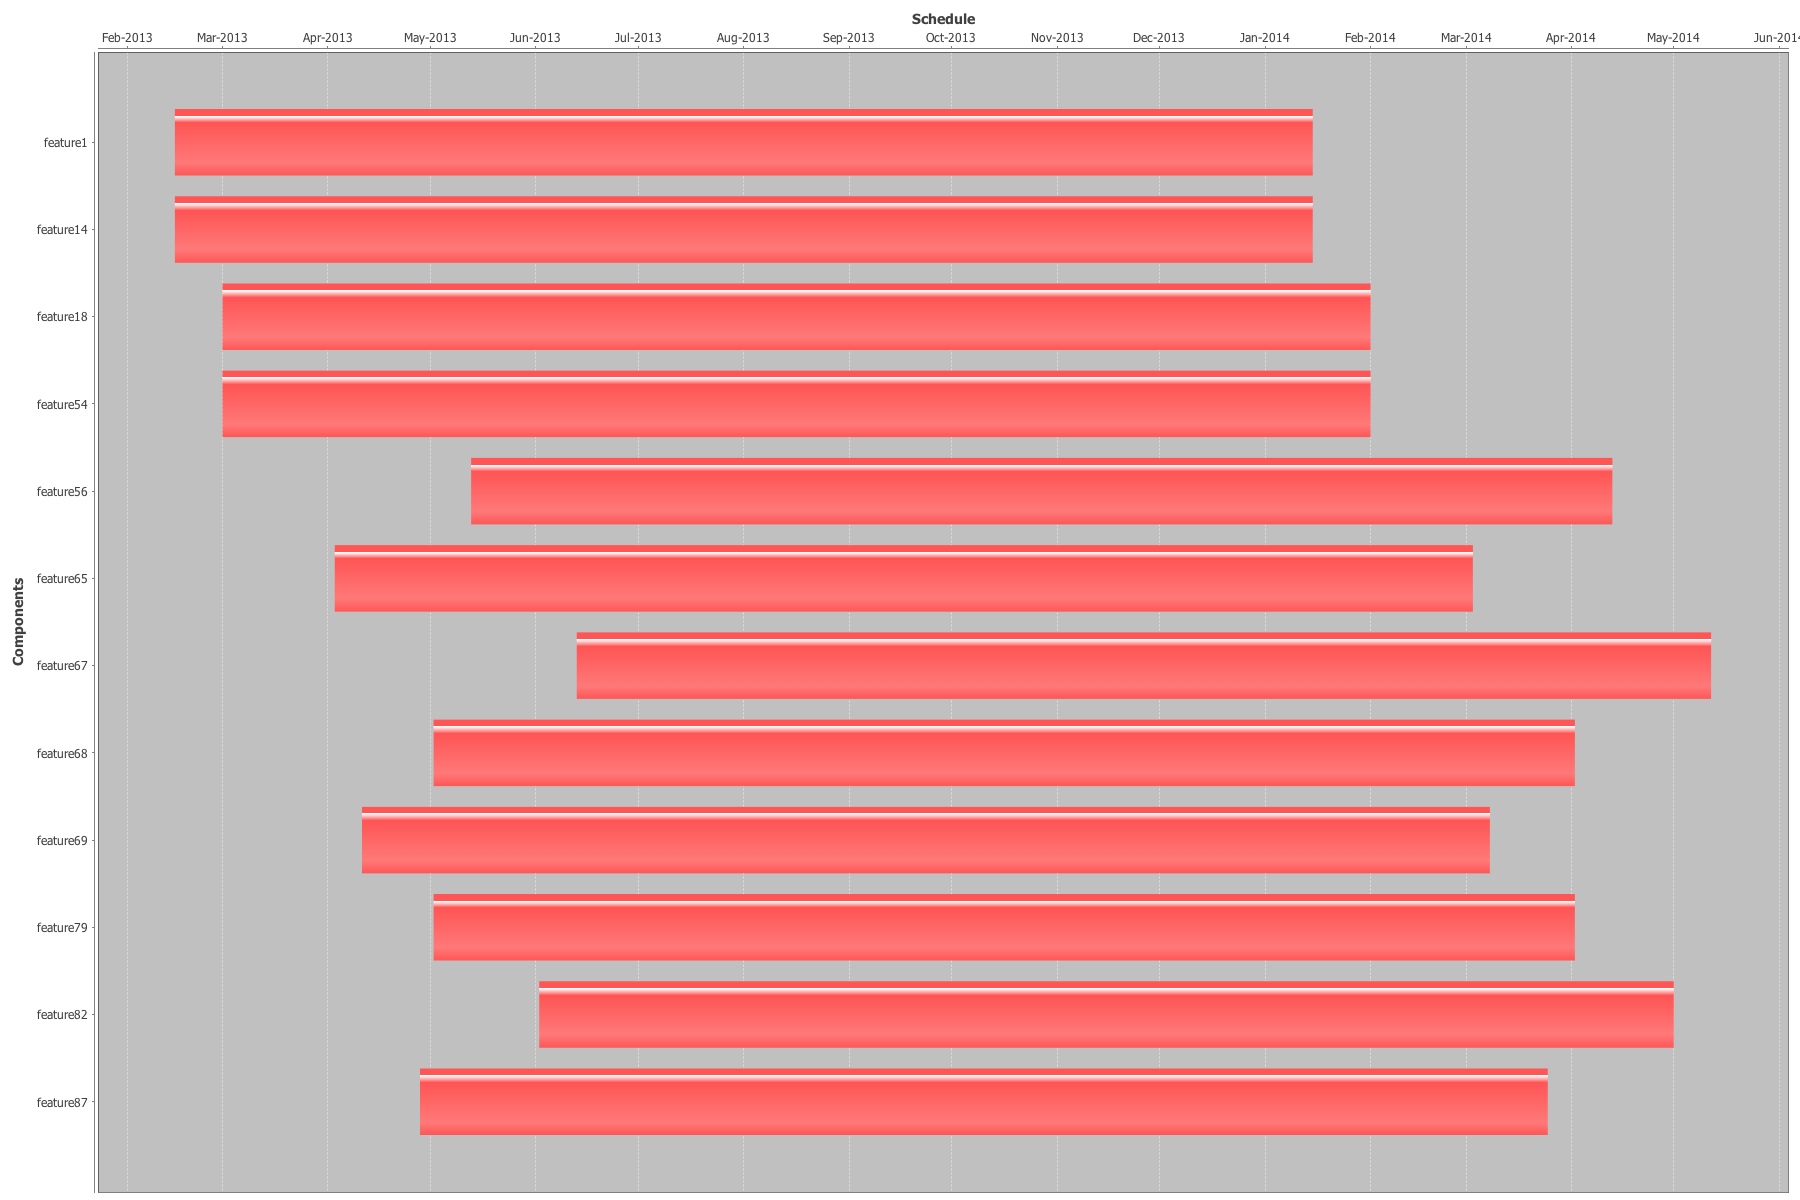 Schedule
Feb-2013 Mar-2013 Apr-2013 May-2013 Jun-2013 Jul-2013 Aug-2013 Sep-2013 Oct-2013 Nov-2013 Dec-2013 Jan-2014 Feb-2014 Mar-2014 Apr-2014 May-2014 Jun-2014
Components
feature1
feature14
feature18
feature54
feature56
feature65
feature67
feature68
feature69
feature79
feature82
feature87